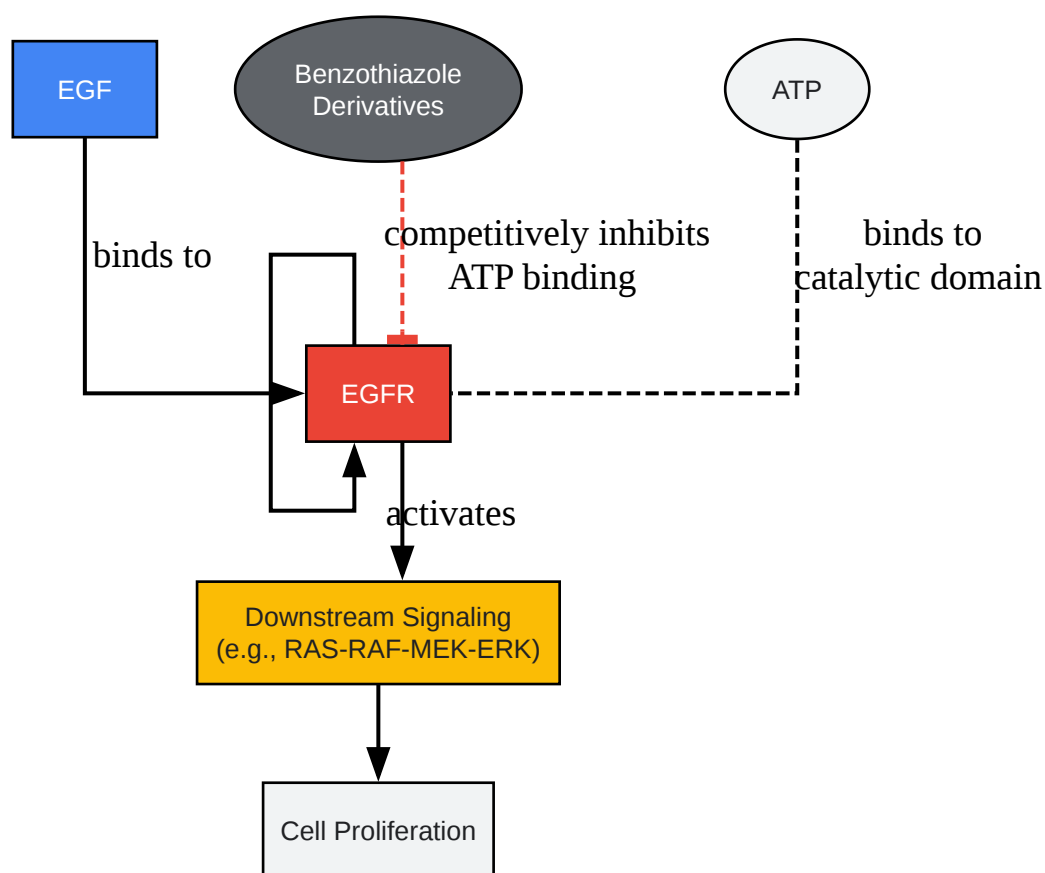 EGF
Benzothiazole
Derivatives
ATP
binds to
competitively inhibits
ATP binding
binds to
catalytic domain
EGFR
activates
Downstream Signaling
(e.g., RAS-RAF-MEK-ERK)
Cell Proliferation